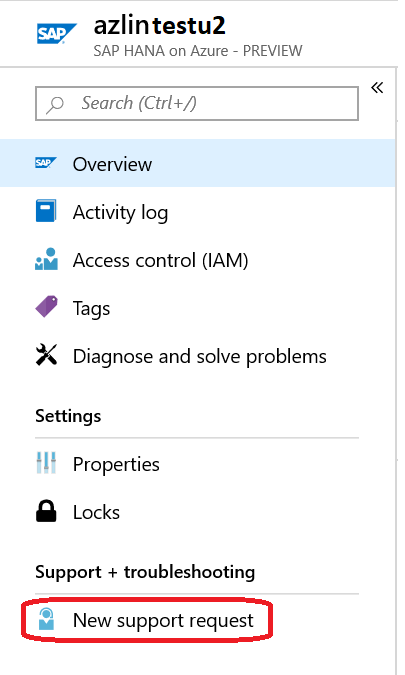 SAP azlintestu2
SAP HANA on Azure - PREVIEW
«
Search (Ctrl+/)
SAP Overview
Activity log
Access control (IAM)
Tags
Diagnose and solve problems
Settings
Properties
Locks
Support + troubleshooting
New support request